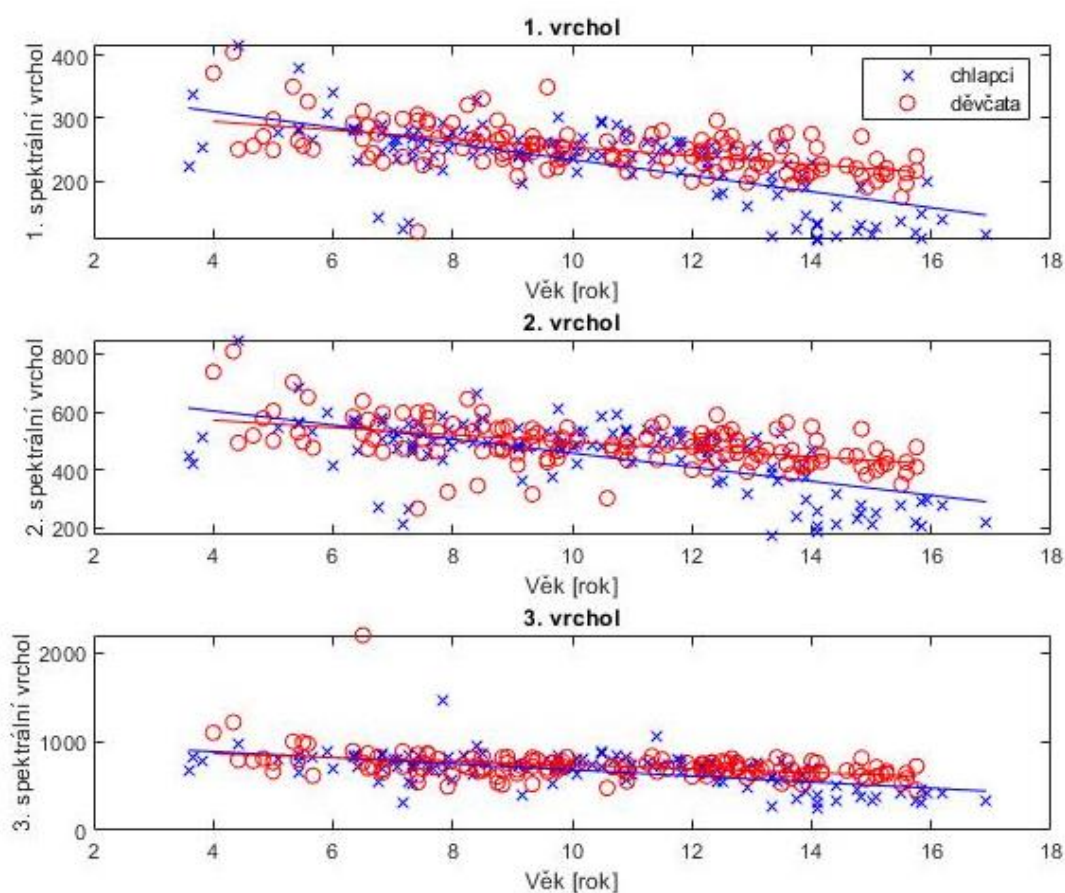 1. vrchol
1. spektrální vrchol
400
300
200
2 4 6 8 10 12 14 16 18
Věk [rok]
chlapci
děvčata
2. vrchol
2. spektrální vrchol
800
600
400
200
2 4 6 8 10 12 14 16 18
Věk [rok]
3. vrchol
3. spektrální vrchol
2000
1000
0
2 4 6 8 10 12 14 16 18
Věk [rok]